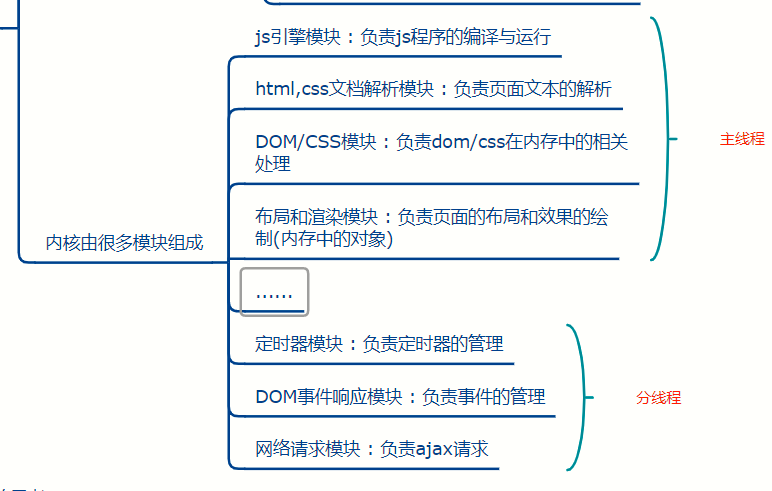 js引擎模块：负责js程序的编译与运行
html,css文档解析模块：负责页面文本的解析
DOM/CSS模块：负责dom/css在内存中的相关
处理
主线程
布局和渲染模块：负责页面的布局和效果的绘
制(内存中的对象)
内核由很多模块组成
......
定时器模块：负责定时器的管理
DOM事件响应模块：负责事件的管理
分线程
网络请求模块：负责ajax请求